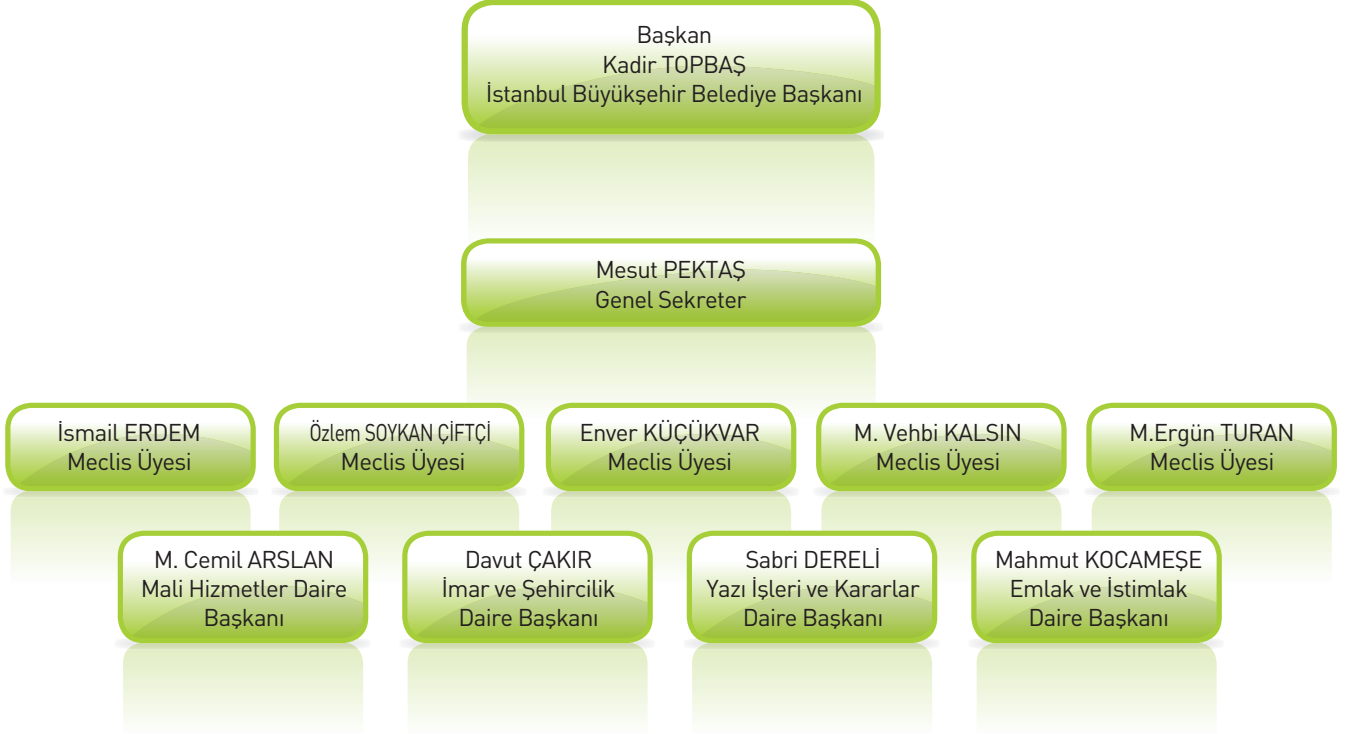 Başkan
Kadir TOPBAŞ
İstanbul Büyükşehir Belediye Başkanı
Mesut PEKTAŞ
Genel Sekreter
İsmail ERDEM
Meclis Üyesi
Özlem SOYKAN ÇİFTÇİ
Meclis Üyesi
Enver KÜÇÜKVAR
Meclis Üyesi
M. Vehbi KALSIN
Meclis Üyesi
M.Ergün TURAN
Meclis Üyesi
M. Cemil ARSLAN
Mali Hizmetler Daire
Başkanı
Davut ÇAKIR
İmar ve Şehircilik
Daire Başkanı
Sabri DERELİ
Yazı İşleri ve Kararlar
Daire Başkanı
Mahmut KOCAMEŞE
Emlak ve İstimlak
Daire Başkanı